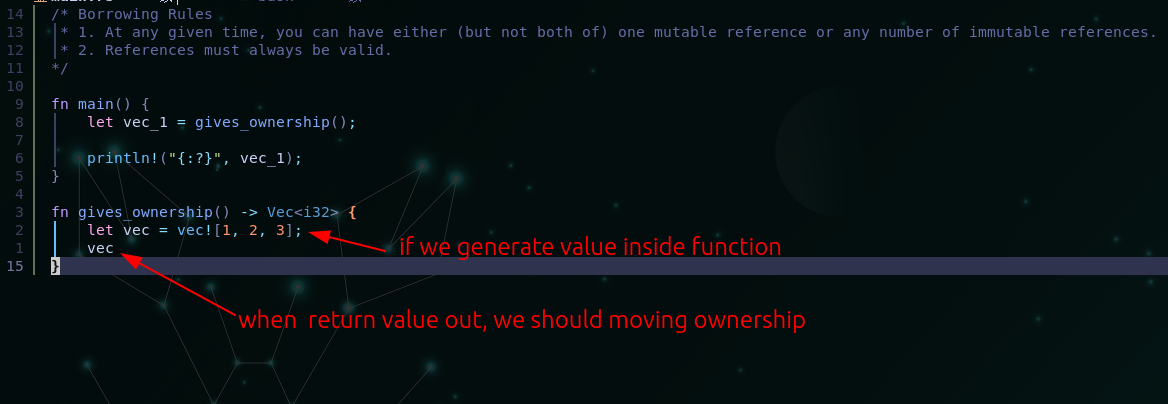 14 /* Borrowing Rules
13 * 1. At any given time, you can have either (but not both of) one mutable reference or any number of immutable references.
12 * 2. References must always be valid.
11 */
10
9 fn main() {
8 let vec_1 = gives_ownership();
7
6 println!("{:?}", vec_1);
5 }
4
3 fn gives_ownership() -> Vec<i32> {
2 let vec = vec![1, 2, 3];
if we generate value inside function
1 vec
15 }
when return value out, we should moving ownership